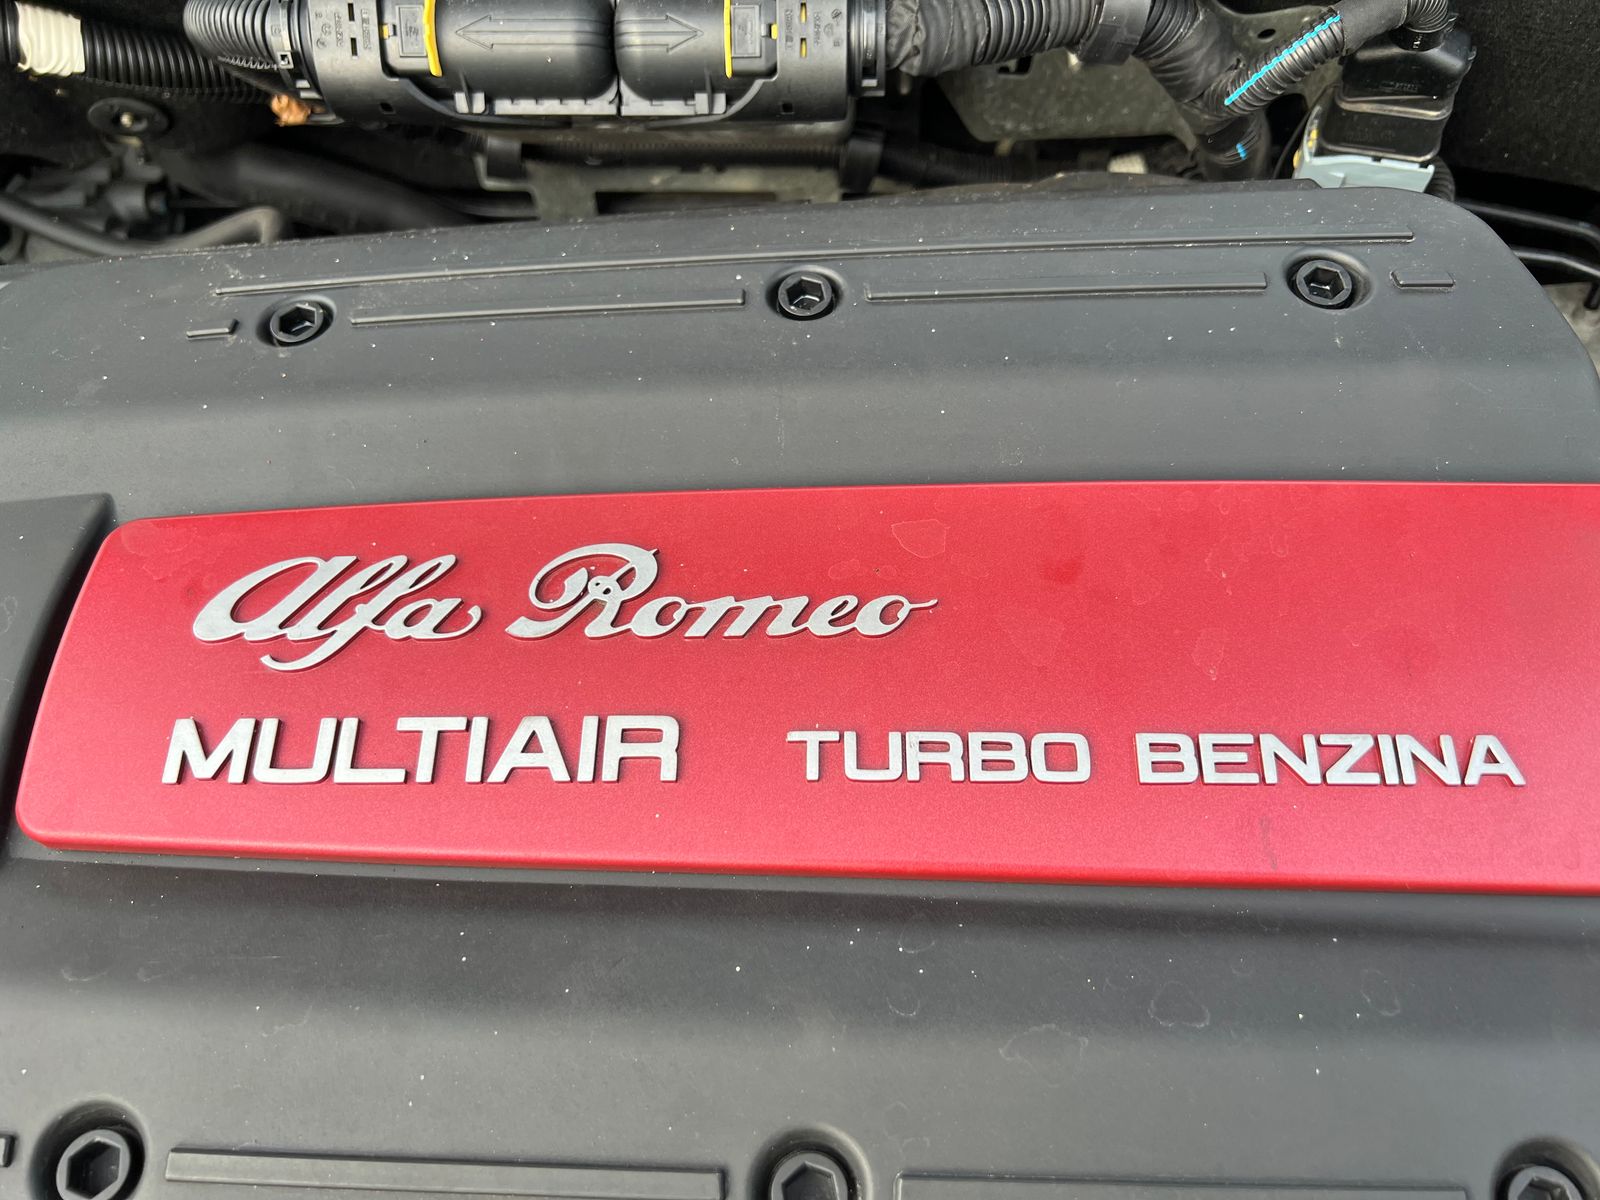 Alfa Romeo
MULTIAIR TURBO BENZINA